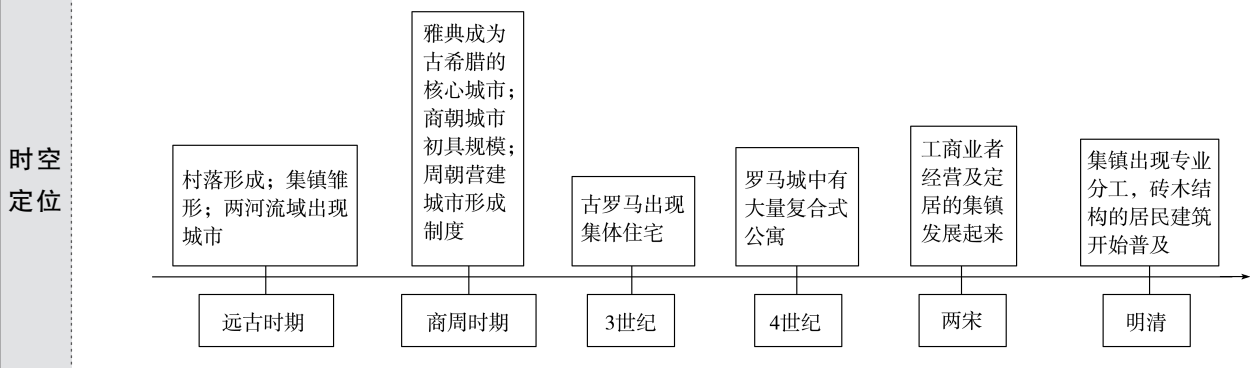 时空
定位
村落形成；集镇雏
形；两河流域出现
城市
远古时期
雅典成为
古希腊的
核心城市；
商朝城市
初具规模；
周朝营建
城市形成
制度
商周时期
古罗马出现
集体住宅
3世纪
罗马城中有
大量复合式
公寓
4世纪
工商业者
经营及定
居的集镇
发展起来
两宋
集镇出现专业
分工，砖木结
构的居民建筑
开始普及
明清